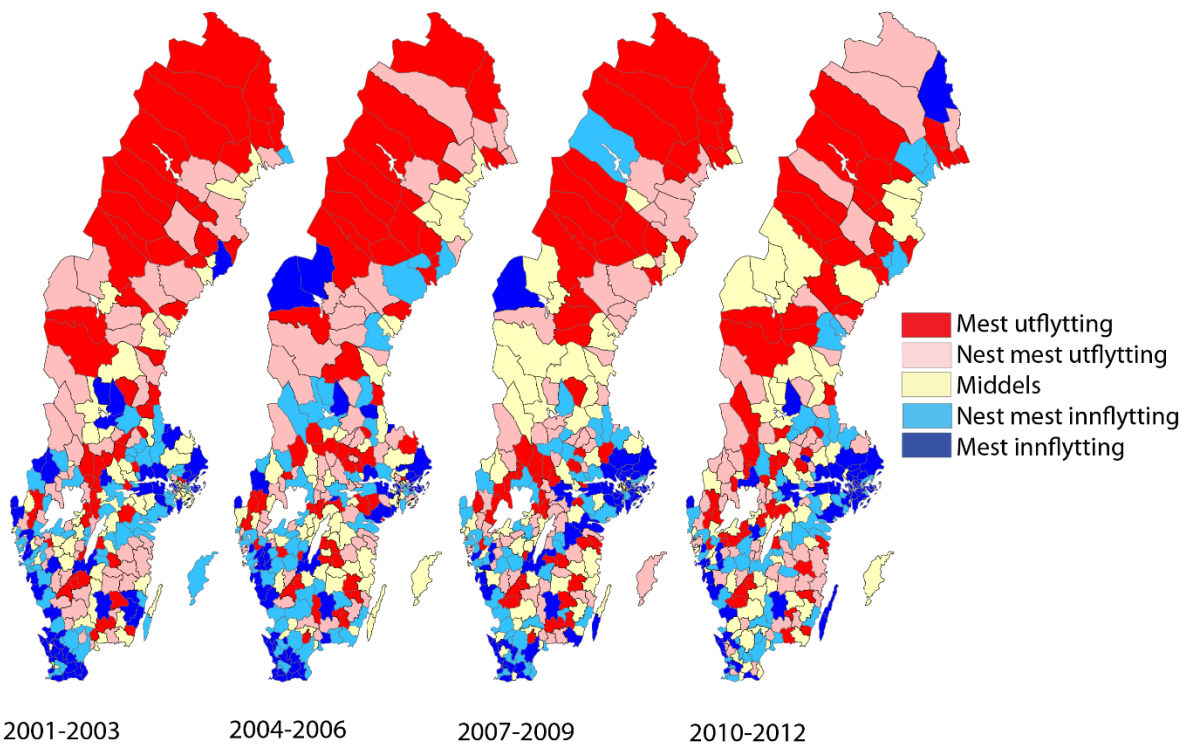 Mest utflytting
Nest mest utflytting
Middels
Nest mest innflytting
Mest innflytting
2001-2003
2004-2006
2007-2009
2010-2012